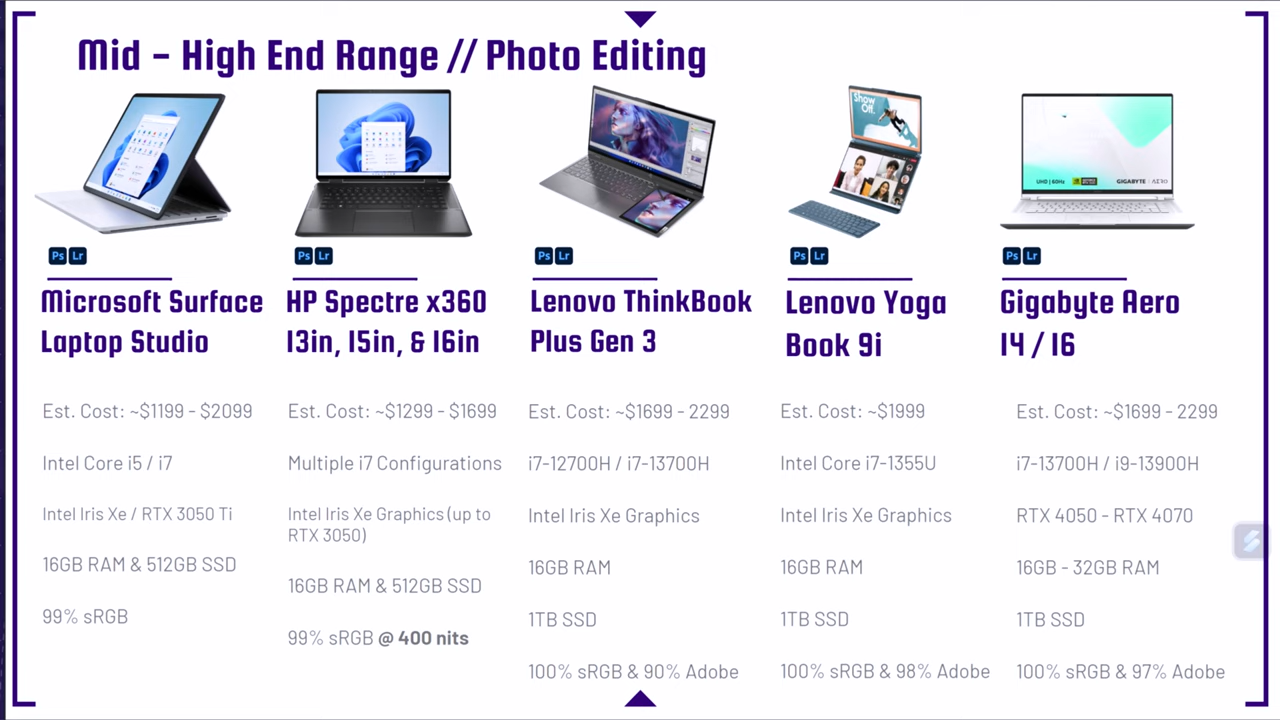 Mid - High End Range // Photo Editing
Show
Off.
UHD | 60Hz
GIGABYTE | AERO
Ps Lr
Microsoft Surface
Laptop Studio
Est. Cost: ~$1199 - $2099
Intel Core i5 / i7
Intel Iris Xe / RTX 3050 Ti
16GB RAM & 512GB SSD
99% sRGB
Ps Lr
HP Spectre x360
13in, 15in, & 16in
Est. Cost: ~$1299 - $1699
Multiple i7 Configurations
Intel Iris Xe Graphics (up to
RTX 3050)
16GB RAM & 512GB SSD
99% sRGB @ 400 nits
Ps Lr
Lenovo ThinkBook
Plus Gen 3
Est. Cost: ~$1699 - 2299
i7-12700H / i7-13700H
Intel Iris Xe Graphics
16GB RAM
1TB SSD
100% sRGB & 90% Adobe
Ps Lr
Lenovo Yoga
Book 9i
Est. Cost: ~$1999
Intel Core i7-1355U
Intel Iris Xe Graphics
16GB RAM
1TB SSD
100% sRGB & 98% Adobe
Ps Lr
Gigabyte Aero
14 / 16
Est. Cost: ~$1699 - 2299
i7-13700H / i9-13900H
RTX 4050 - RTX 4070
16GB - 32GB RAM
1TB SSD
100% sRGB & 97% Adobe